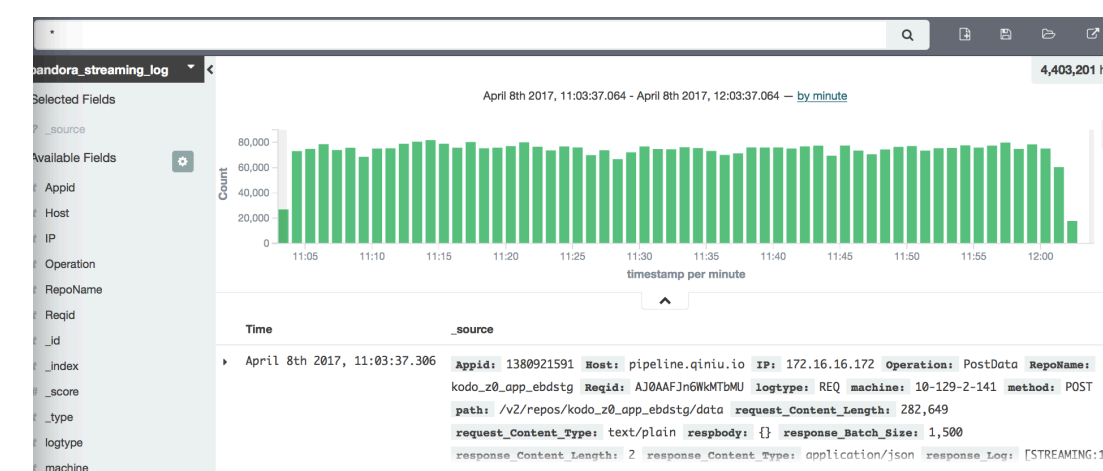 *
pandora_streaming_log
4,403,201
Selected Fields
? _source
Available Fields
t Appid
t Host
t IP
t Operation
t RepoName
t Reqid
t _id
t _index
# _score
t _type
t logtype
t machine
April 8th 2017, 11:03:37.064 - April 8th 2017, 12:03:37.064 — by minute
Count
80,000
60,000
40,000
20,000
0
11:05 11:10 11:15 11:20 11:25 11:30 11:35 11:40 11:45 11:50 11:55 12:00
timestamp per minute
Time _source
April 8th 2017, 11:03:37.306 Appid: 1380921591 Host: pipeline.qiniu.io IP: 172.16.16.172 Operation: PostData RepoName:
kodo_z0_app_ebdstg Reqid: AJ0AAFJn6WkMTbMU logtype: REQ machine: 10-129-2-141 method: POST
path: /v2/repos/kodo_z0_app_ebdstg/data request_Content_Length: 282,649
request_Content_Type: text/plain respbody: {} response_Batch_Size: 1,500
response_Content_Length: 2 response_Content_Type: application/json response_Log: [STREAMING:1